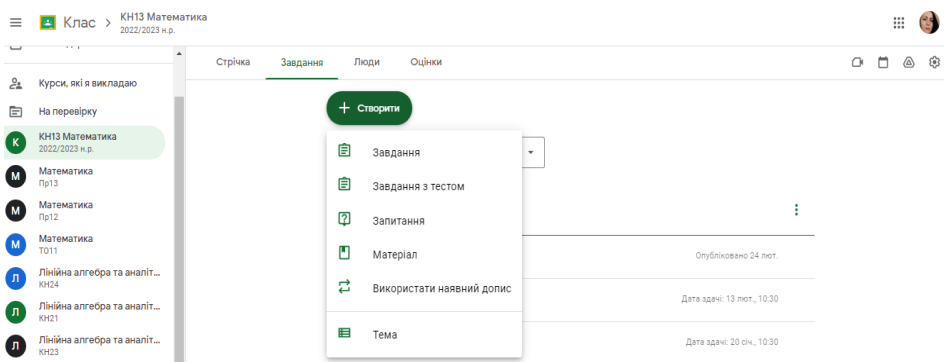 Клас > КН13 Математика
2022/2023 н.р.
Стрічка Завдання Люди Оцінки
Курси, які я викладаю
На перевірку
К КН13 Математика
2022/2023 н.р.
М Математика
Пр13
М Математика
Пр12
М Математика
ТО11
Л Лінійна алгебра та аналіт...
КН24
Л Лінійна алгебра та аналіт...
КН21
Л Лінійна алгебра та аналіт...
КН23
+ Створити
Завдання
Завдання з тестом
Запитання
Матеріал
Використати наявний допис
Тема
Опубліковано 24 лют.
Дата здачі: 13 лют., 10:30
Дата здачі: 20 січ., 10:30